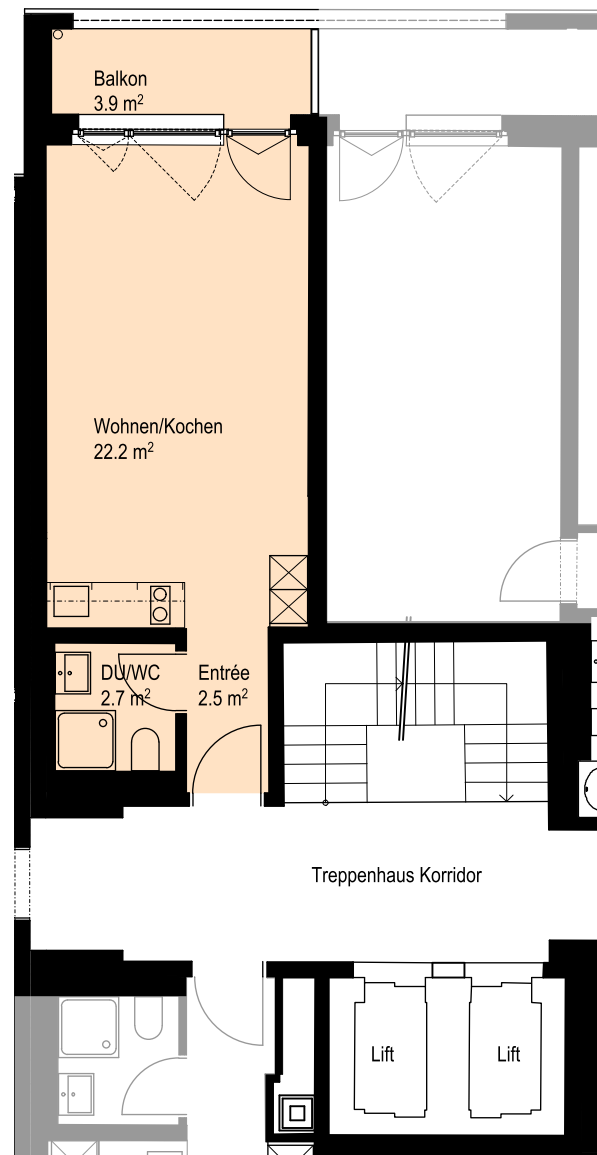 Balkon
3.9 m²
Wohnen/Kochen
22.2 m²
DU/WC
2.7 m²
Entrée
2.5 m²
Treppenhaus Korridor
Lift
Lift